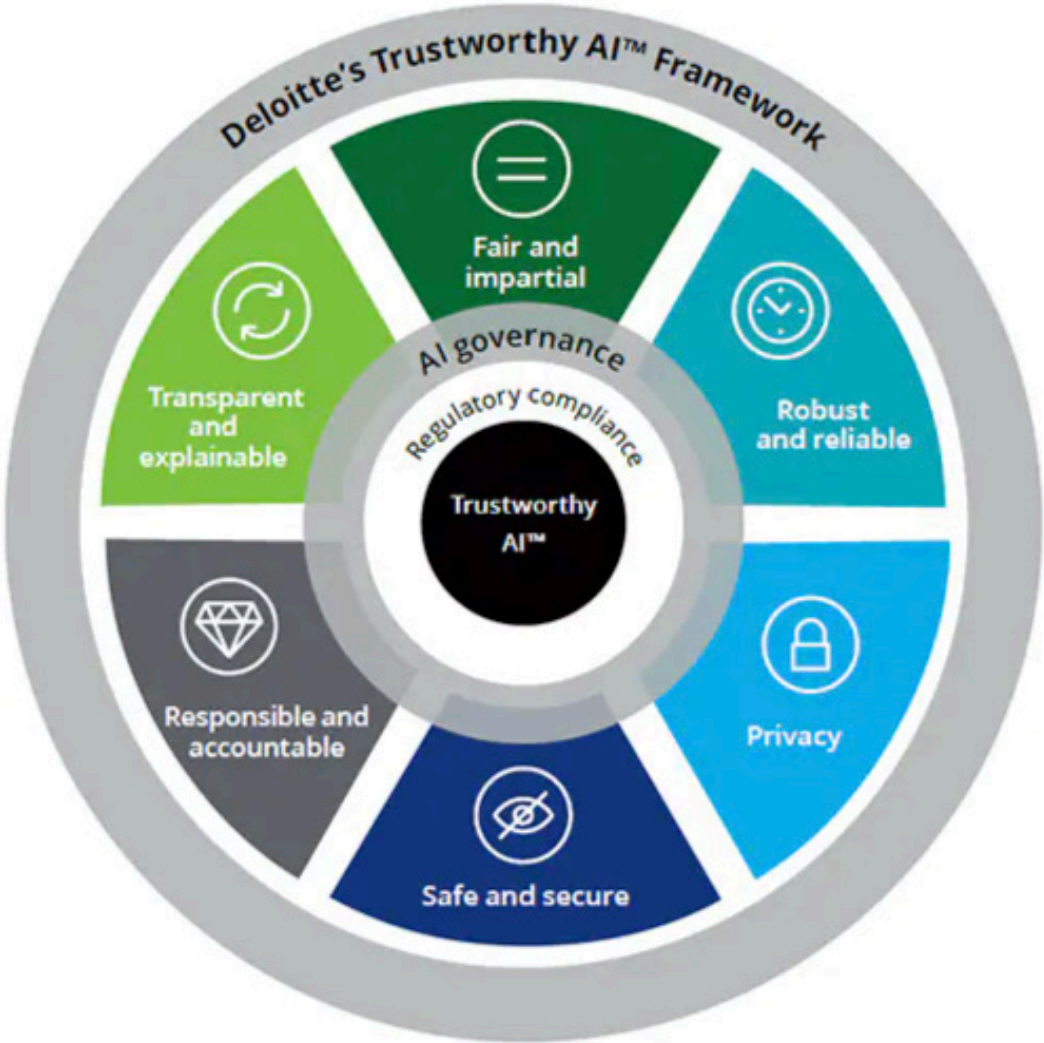 Deloitte's Trustworthy AI™ Framework
Fair and
impartial
Robust
and reliable
Privacy
Safe and secure
Responsible and
accountable
Transparent
and
explainable
AI governance
Regulatory compliance
Trustworthy
AI™